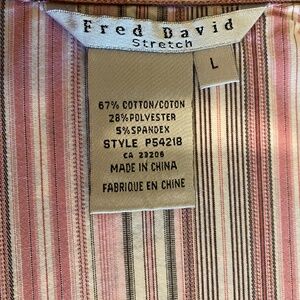 Fred David
Stretch
L
67% COTTON/COTON
28% POLYESTER
5% SPANDEX
STYLE P5421B
CA 23206
MADE IN CHINA
FABRIQUE EN CHINE